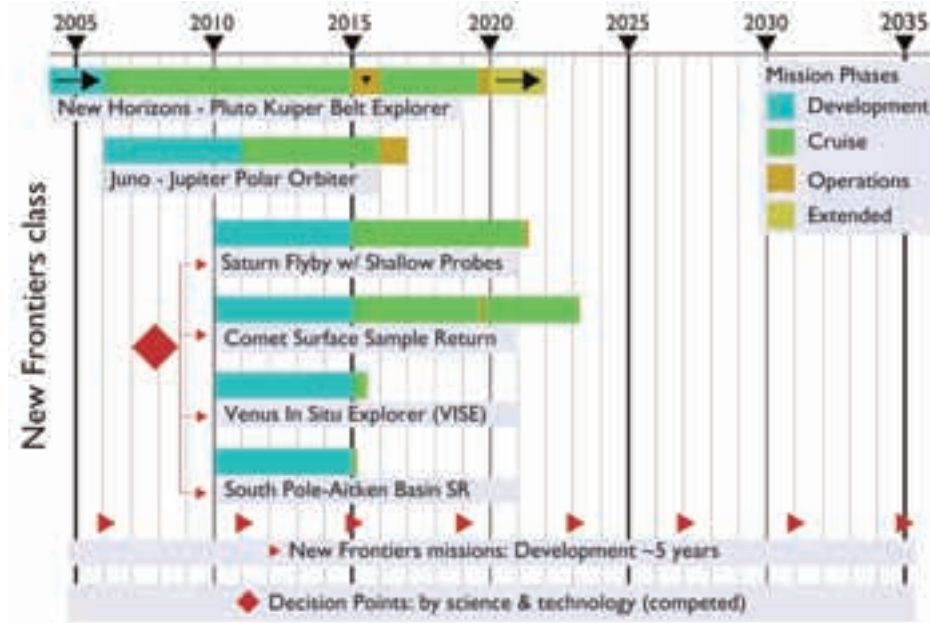 2005 2010 2015 2020 2025 2030 2035
New Frontiers class
New Horizons - Pluto Kuiper Belt Explorer
Juno - Jupiter Polar Orbiter
Saturn Flyby w/ Shallow Probes
Comet Surface Sample Return
Venus In Situ Explorer (VISE)
South Pole-Aitken Basin SR
Mission Phases
Development
Cruise
Operations
Extended
New Frontiers missions: Development ~5 years
Decision Points: by science & technology (competed)